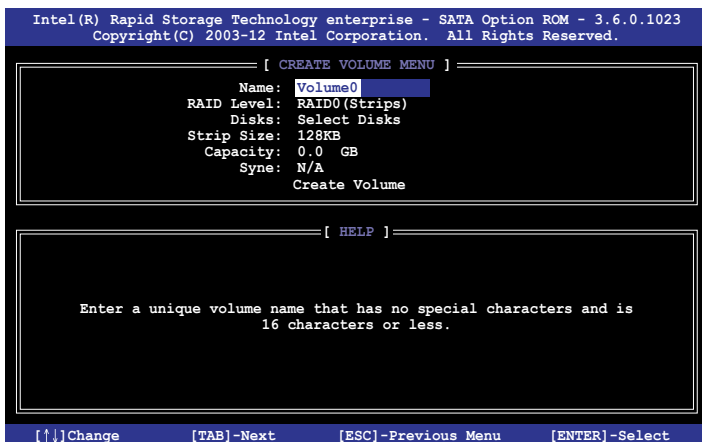 Intel(R) Rapid Storage Technology enterprise - SATA Option ROM - 3.6.0.1023
Copyright(C) 2003-12 Intel Corporation. All Rights Reserved.
[ CREATE VOLUME MENU ]
Name: Volume0
RAID Level: RAID0(Strips)
Disks: Select Disks
Strip Size: 128KB
Capacity: 0.0 GB
Syne: N/A
Create Volume
[ HELP ]
Enter a unique volume name that has no special characters and is
16 characters or less.
[↑↓]Change [TAB]-Next [ESC]-Previous Menu [ENTER]-Select